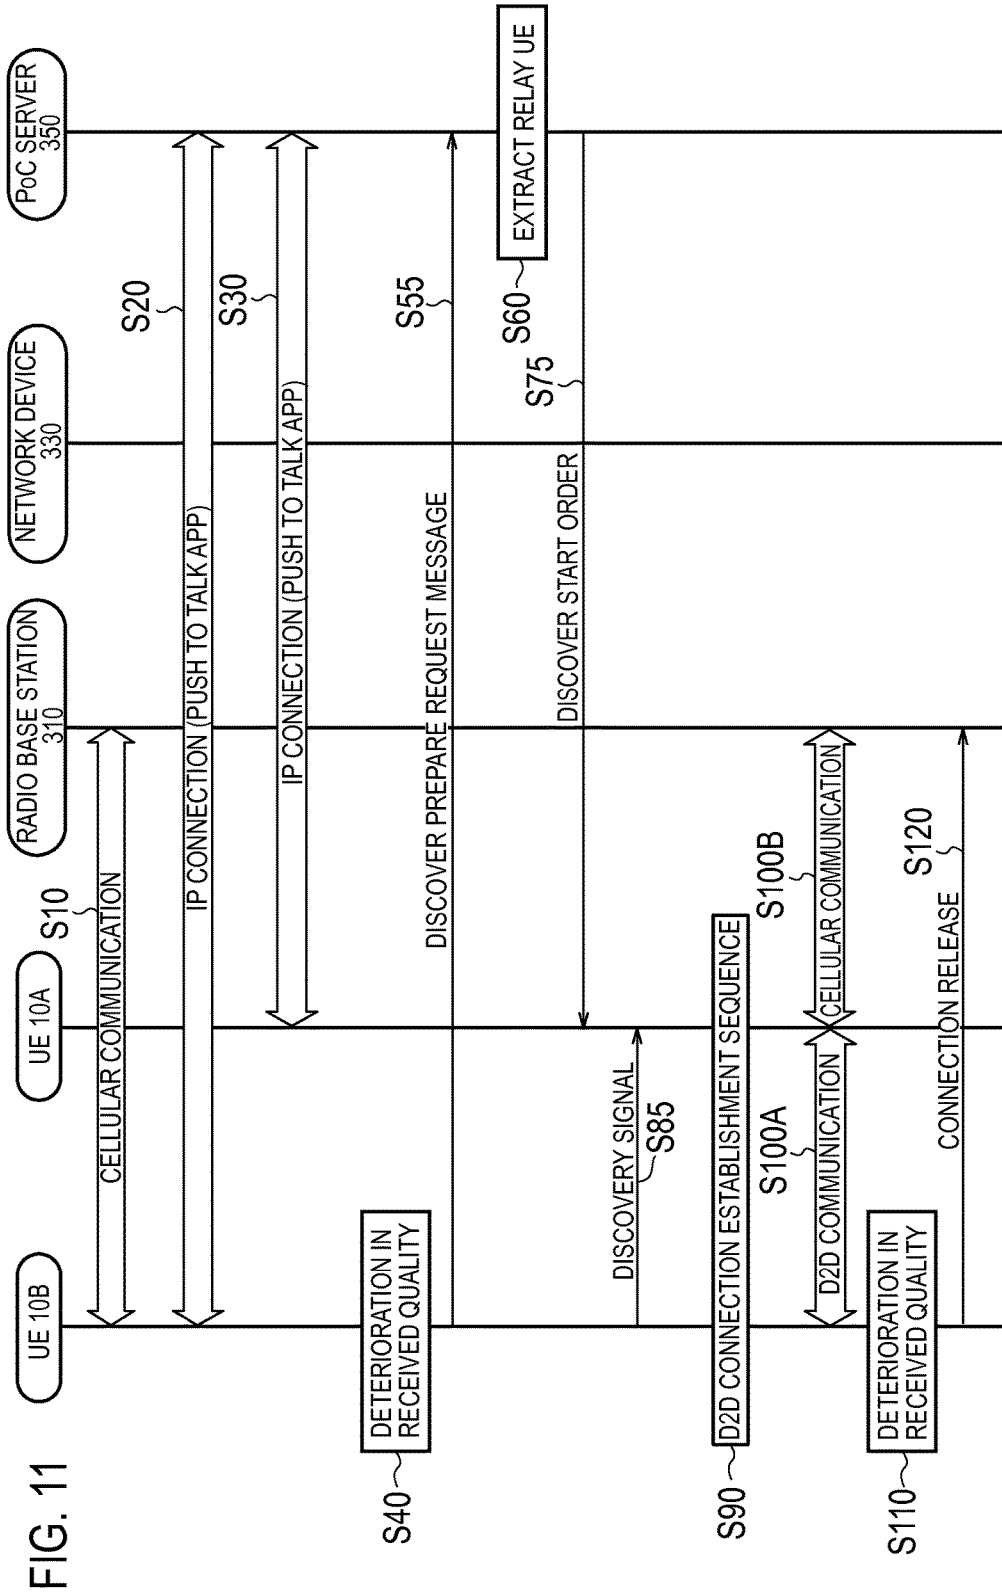 FIG. 11
UE 10B
UE 10A
RADIO BASE STATION
310
NETWORK DEVICE
330
PoC SERVER
350
S10
CELLULAR COMMUNICATION
S20
IP CONNECTION (PUSH TO TALK APP)
S30
IP CONNECTION (PUSH TO TALK APP)
S40
DETERIORATION IN
RECEIVED QUALITY
DISCOVER PREPARE REQUEST MESSAGE
S55
S60
EXTRACT RELAY UE
DISCOVER START ORDER
S75
DISCOVERY SIGNAL
S85
S90
D2D CONNECTION ESTABLISHMENT SEQUENCE
S100A
D2D COMMUNICATION
S100B
CELLULAR COMMUNICATION
S110
DETERIORATION IN
RECEIVED QUALITY
CONNECTION RELEASE
S120